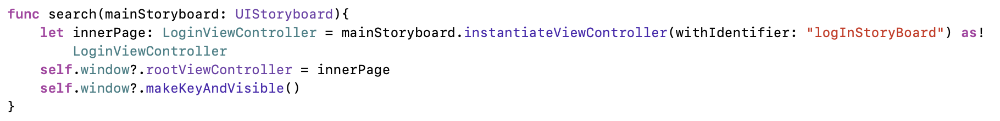 func search(mainStoryboard: UIStoryboard){
    let innerPage: LoginViewController = mainStoryboard.instantiateViewController(withIdentifier: "logInStoryBoard") as!
        LoginViewController
    self.window?.rootViewController = innerPage
    self.window?.makeKeyAndVisible()
}